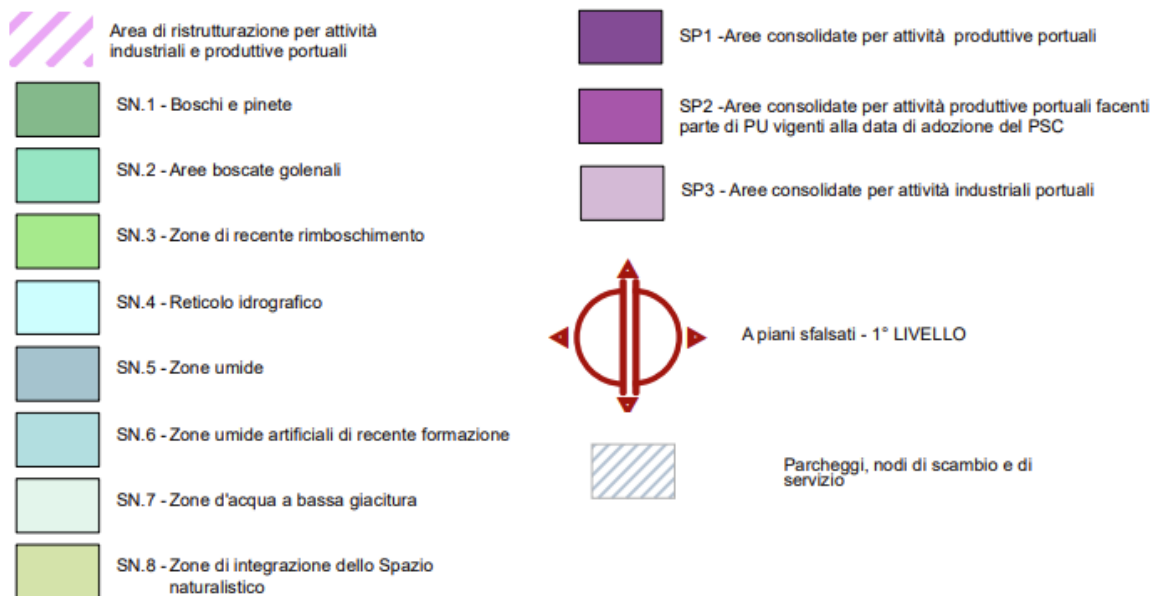 Area di ristrutturazione per attività
industriali e produttive portuali
SN.1 - Boschi e pinete
SN.2 - Aree boscate golenali
SN.3 - Zone di recente rimboschimento
SN.4 - Reticolo idrografico
SN.5 - Zone umide
SN.6 - Zone umide artificiali di recente formazione
SN.7 - Zone d'acqua a bassa giacitura
SN.8 - Zone di integrazione dello Spazio
naturalistico
SP1 -Aree consolidate per attività produttive portuali
SP2 -Aree consolidate per attività produttive portuali facenti
parte di PU vigenti alla data di adozione del PSC
SP3 - Aree consolidate per attività industriali portuali
A piani sfalsati - 1° LIVELLO
Parcheggi, nodi di scambio e di
servizio